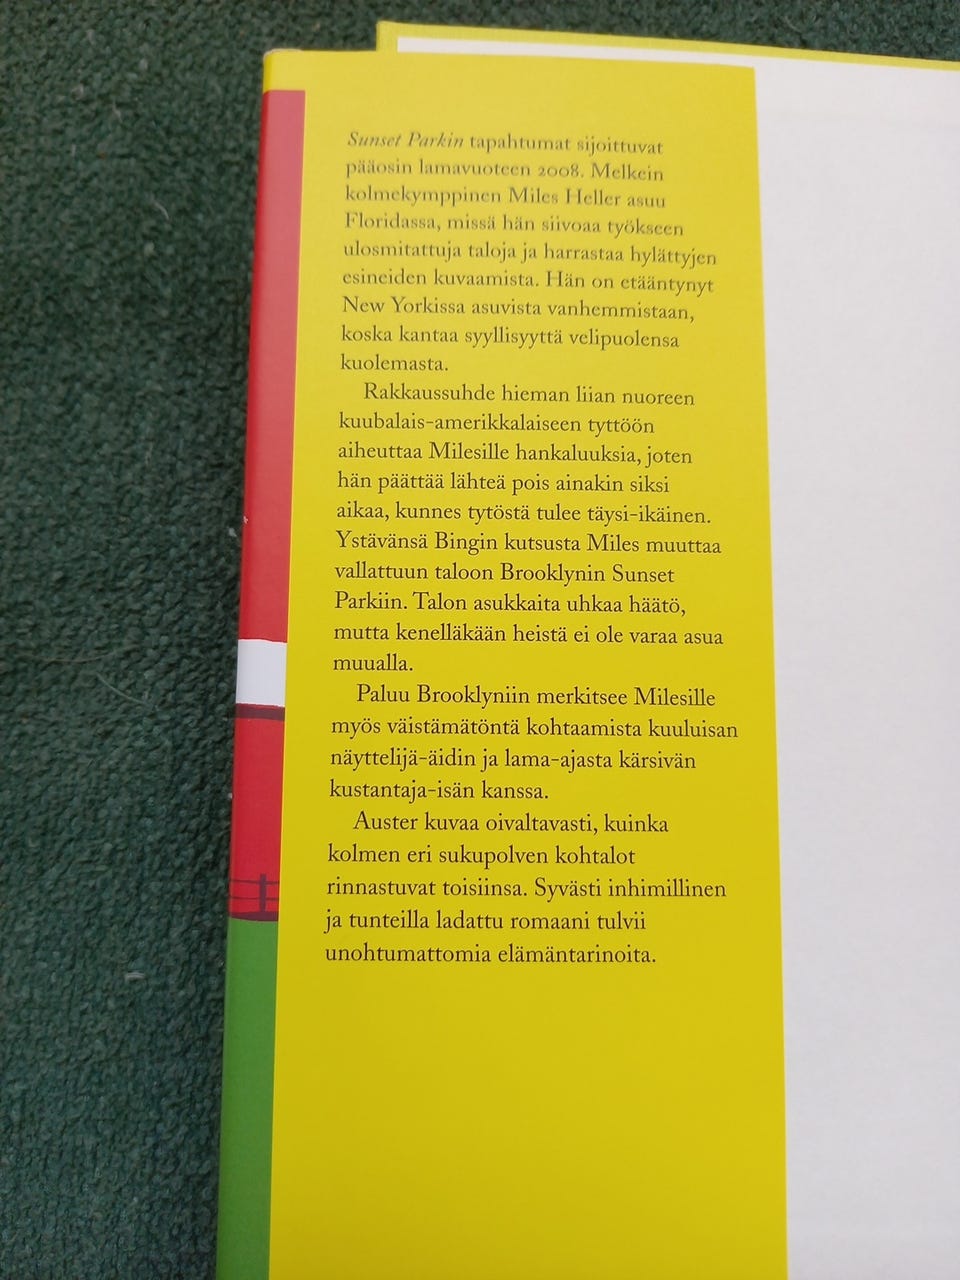 Sunset Parkin tapahtumat sijoittuvat
pääosin lamavuoteen 2008. Melkein
kolmekymppinen Miles Heller asuu
Floridassa, missä hän siivoaa työkseen
ulosmitattuja taloja ja harrastaa hylättyjen
esineiden kuvaamista. Hän on etääntynyt
New Yorkissa asuvista vanhemmistaan,
koska kantaa syyllisyyttä velipuolensa
kuolemasta.
Rakkaussuhde hieman liian nuoreen
kuubalais-amerikkalaiseen tyttöön
aiheuttaa Milesille hankaluuksia, joten
hän päättää lähteä pois ainakin siksi
aikaa, kunnes tytöstä tulee täysi-ikäinen.
Ystävänsä Bingin kutsusta Miles muuttaa
vallattuun taloon Brooklynin Sunset
Parkiin. Talon asukkaita uhkaa häätö,
mutta kenelläkään heistä ei ole varaa asua
muualla.
Paluu Brooklyniin merkitsee Milesille
myös väistämätöntä kohtaamista kuuluisan
näyttelijä-äidin ja lama-ajasta kärsivän
kustantaja-isän kanssa.
Auster kuvaa oivaltavasti, kuinka
kolmen eri sukupolven kohtalot
rinnastuvat toisiinsa. Syvästi inhimillinen
ja tunteilla ladattu romaani tulvii
unohtumattomia elämäntarinoita.